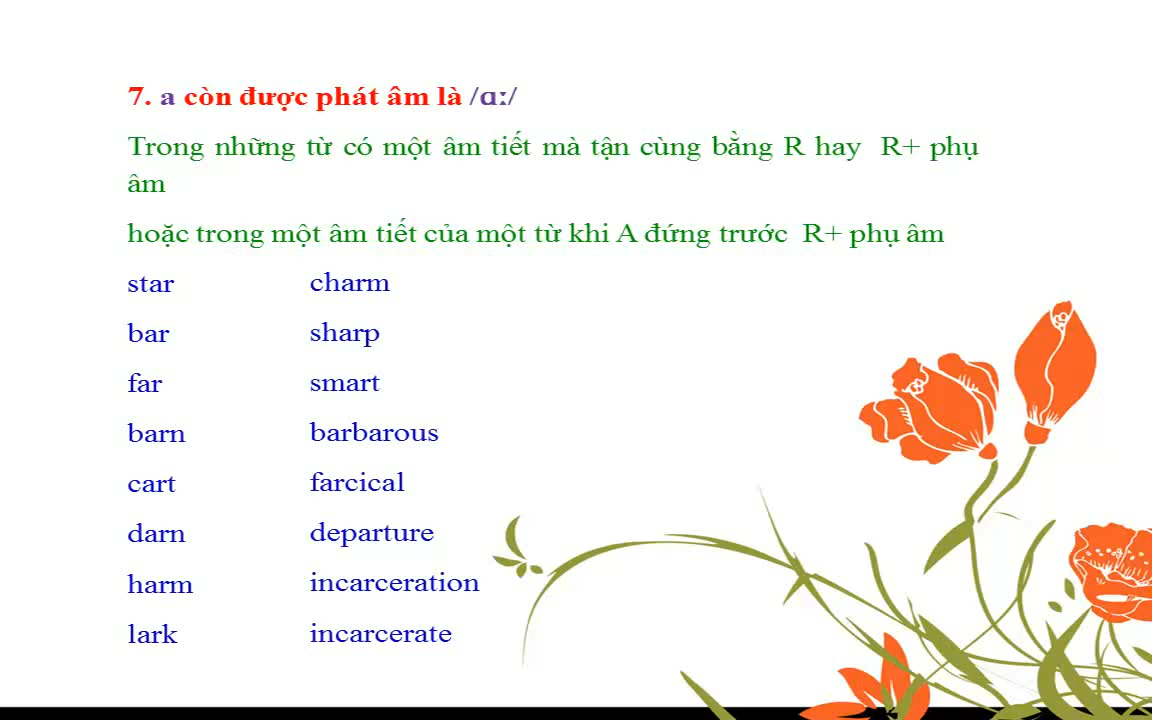 7. a còn được phát âm là /ɑː/
Trong những từ có một âm tiết mà tận cùng bằng R hay R+ phụ
âm
hoặc trong một âm tiết của một từ khi A đứng trước R+ phụ âm
star charm
bar sharp
far smart
barn barbarous
cart farcical
darn departure
harm incarceration
lark incarcerate